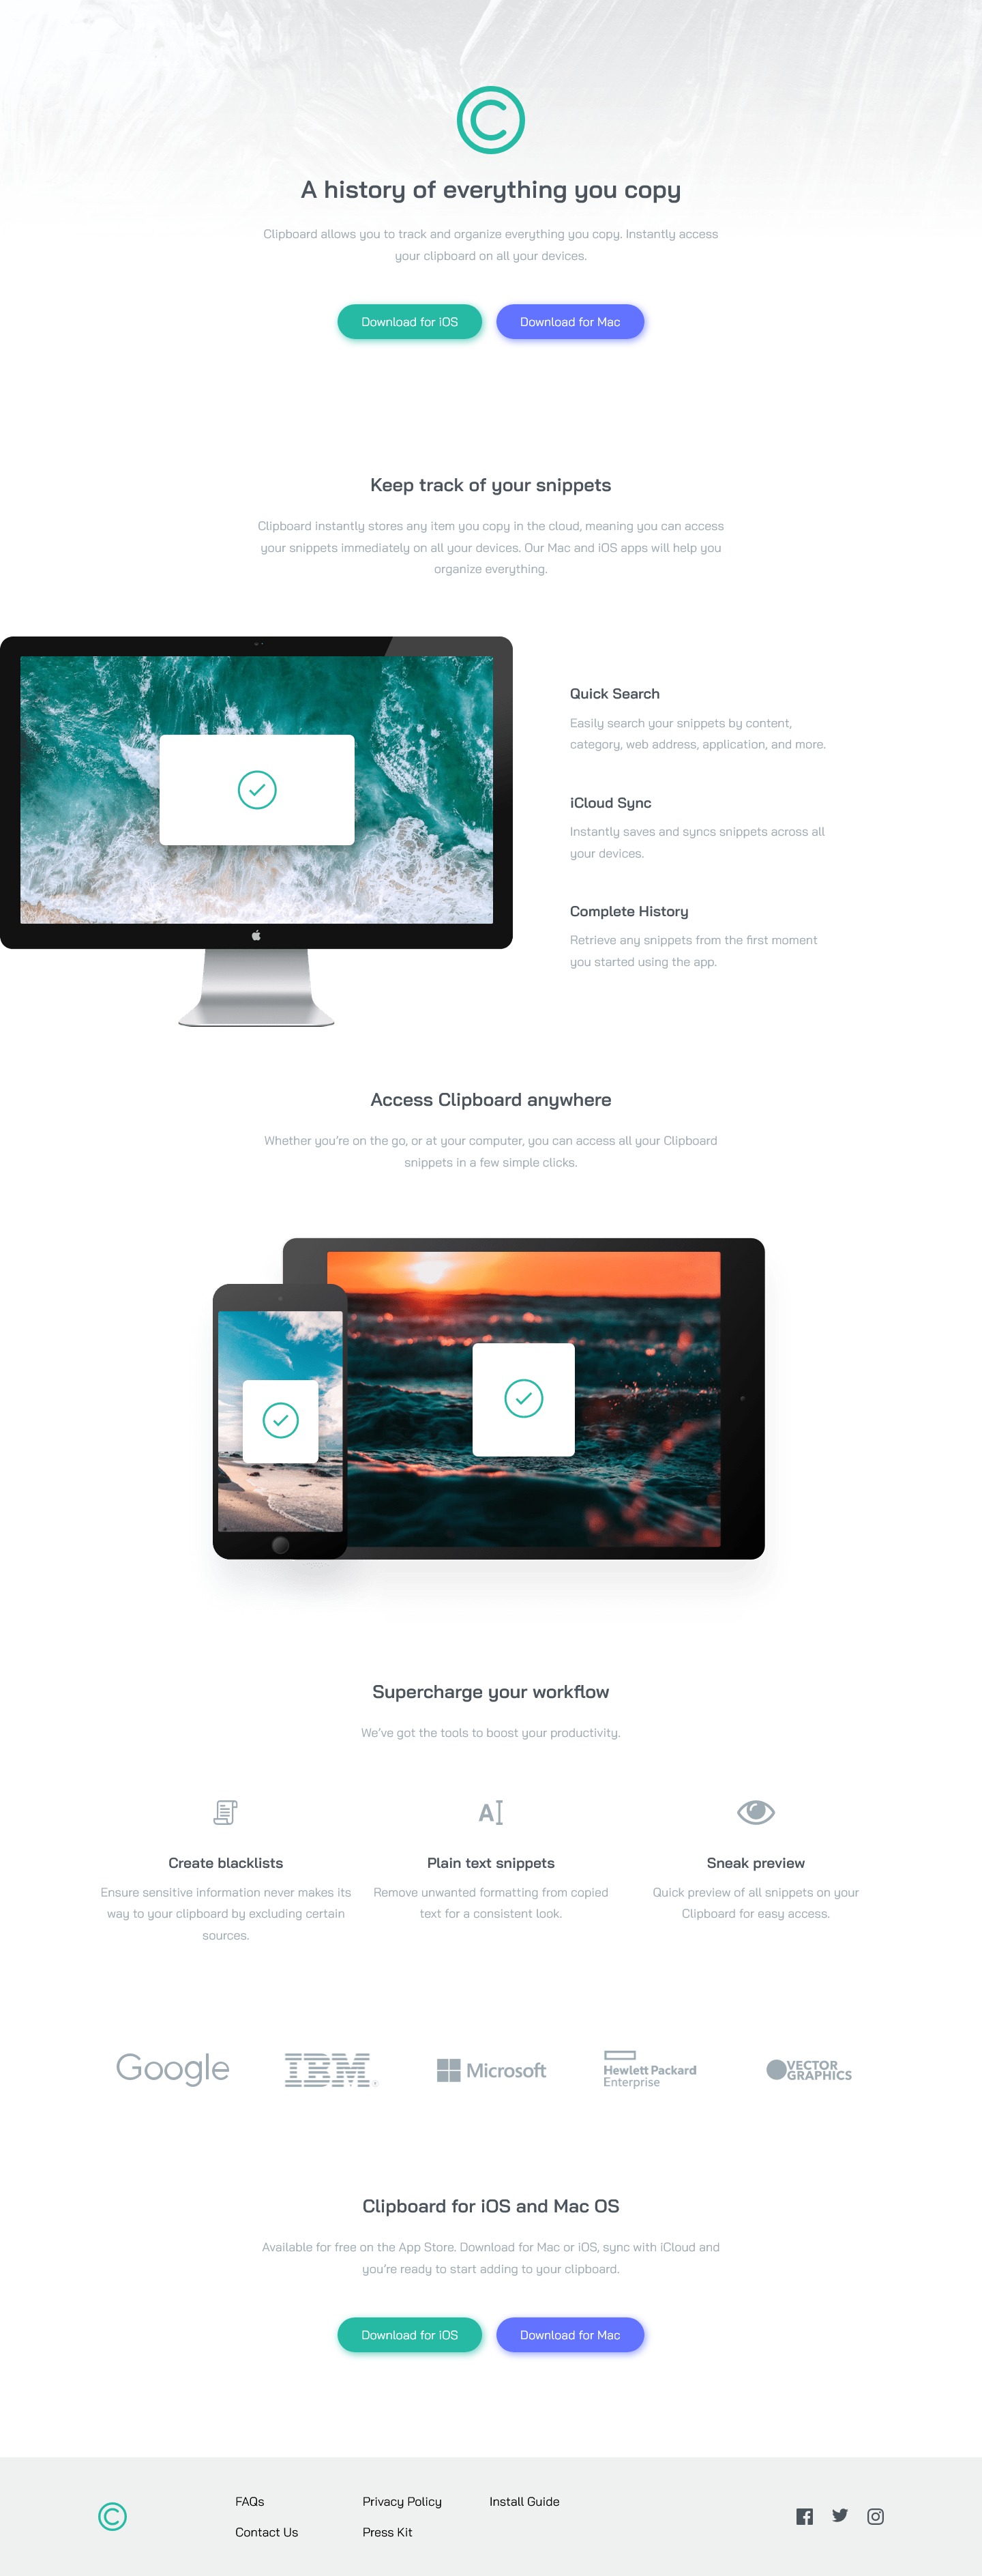 A history of everything you copy
Clipboard allows you to track and organize everything you copy. Instantly access
your clipboard on all your devices.
Download for iOS
Download for Mac
Keep track of your snippets
Clipboard instantly stores any item you copy in the cloud, meaning you can access
your snippets immediately on all your devices. Our Mac and iOS apps will help you
organize everything.
Quick Search
Easily search your snippets by content,
category, web address, application, and more.
iCloud Sync
Instantly saves and syncs snippets across all
your devices.
Complete History
Retrieve any snippets from the first moment
you started using the app.
Access Clipboard anywhere
Whether you’re on the go, or at your computer, you can access all your Clipboard
snippets in a few simple clicks.
Supercharge your workflow
We’ve got the tools to boost your productivity.
AI
Create blacklists
Ensure sensitive information never makes its
way to your clipboard by excluding certain
sources.
Plain text snippets
Remove unwanted formatting from copied
text for a consistent look.
Sneak preview
Quick preview of all snippets on your
Clipboard for easy access.
Google
IBM
Microsoft
Hewlett Packard
Enterprise
VECTOR
GRAPHICS
Clipboard for iOS and Mac OS
Available for free on the App Store. Download for Mac or iOS, sync with iCloud and
you’re ready to start adding to your clipboard.
Download for iOS
Download for Mac
FAQs
Contact Us
Privacy Policy
Press Kit
Install Guide